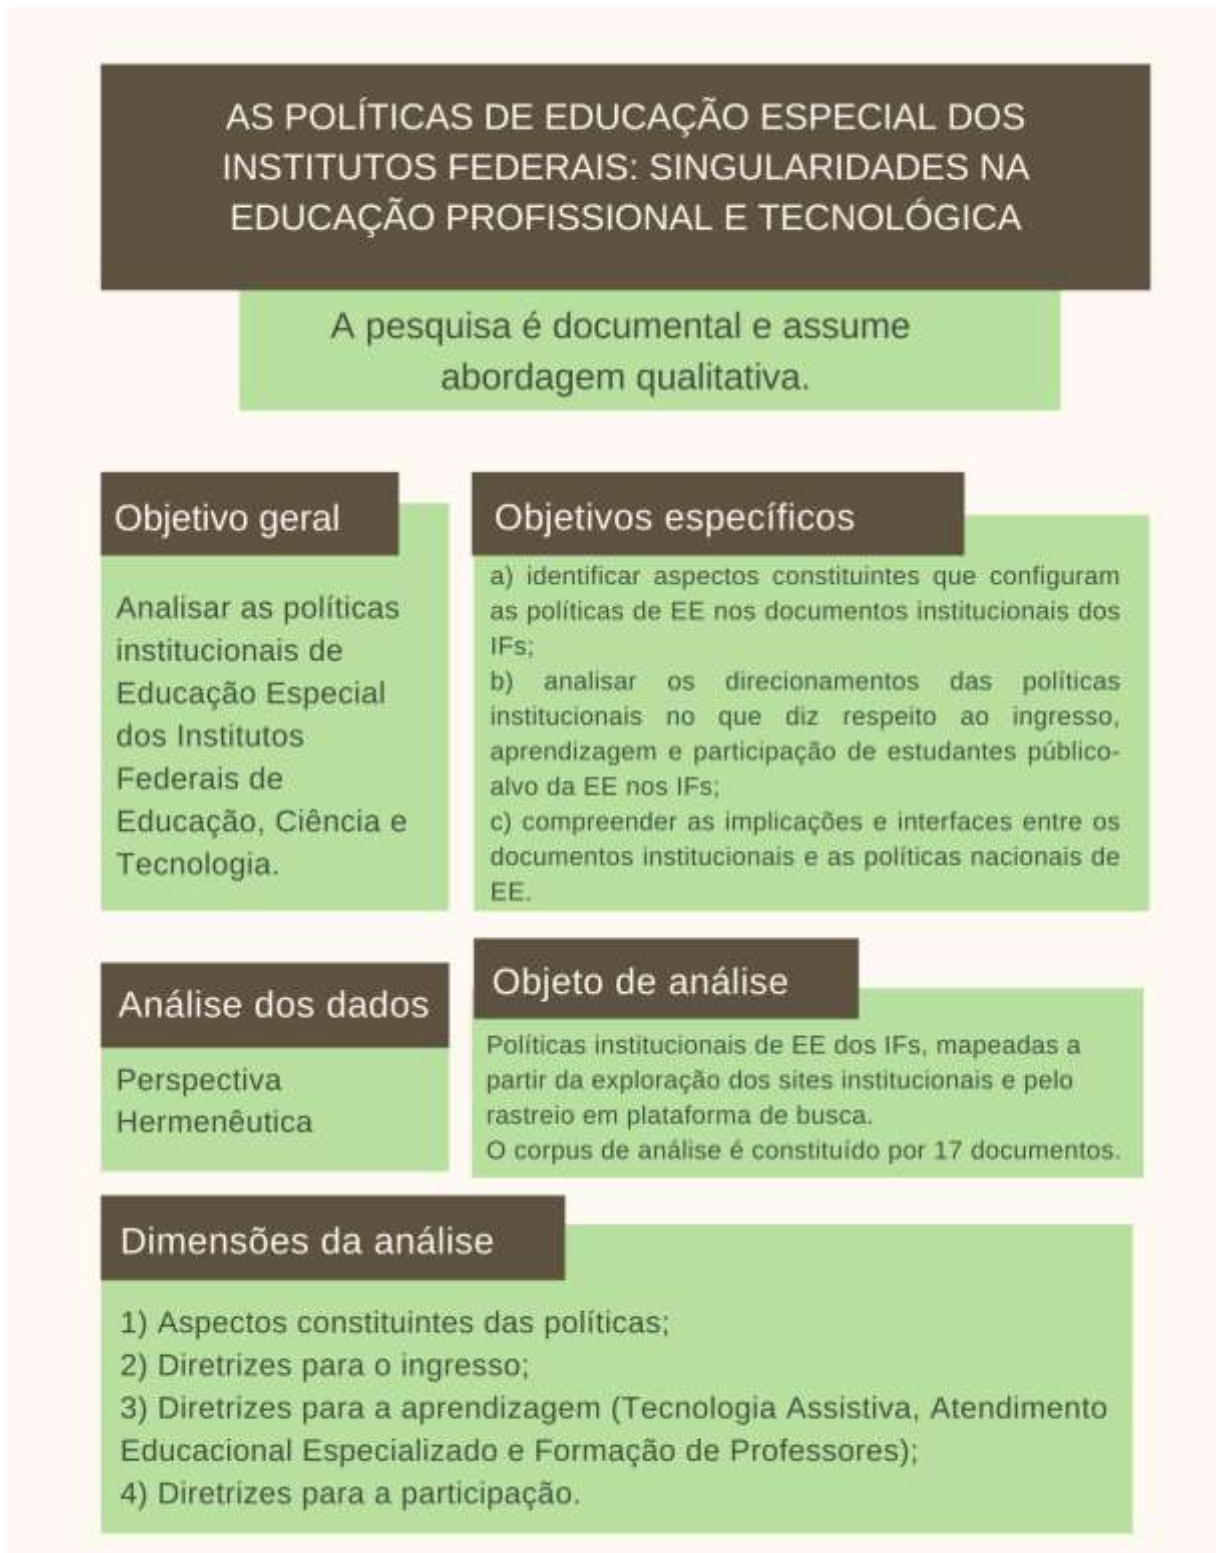 AS POLÍTICAS DE EDUCAÇÃO ESPECIAL DOS
INSTITUTOS FEDERAIS: SINGULARIDADES NA
EDUCAÇÃO PROFISSIONAL E TECNOLÓGICA
A pesquisa é documental e assume
abordagem qualitativa.
Objetivo geral
Analisar as políticas
institucionais de
Educação Especial
dos Institutos
Federais de
Educação, Ciência e
Tecnologia.
Objetivos específicos
a) identificar aspectos constituintes que configuram
as políticas de EE nos documentos institucionais dos
IFs;
b) analisar os direcionamentos das políticas
institucionais no que diz respeito ao ingresso,
aprendizagem e participação de estudantes público-
alvo da EE nos IFs;
c) compreender as implicações e interfaces entre os
documentos institucionais e as políticas nacionais de
EE.
Análise dos dados
Perspectiva
Hermenêutica
Objeto de análise
Políticas institucionais de EE dos IFs, mapeadas a
partir da exploração dos sites institucionais e pelo
rastreio em plataforma de busca.
O corpus de análise é constituído por 17 documentos.
Dimensões da análise
1) Aspectos constituintes das políticas;
2) Diretrizes para o ingresso;
3) Diretrizes para a aprendizagem (Tecnologia Assistiva, Atendimento
Educacional Especializado e Formação de Professores);
4) Diretrizes para a participação.